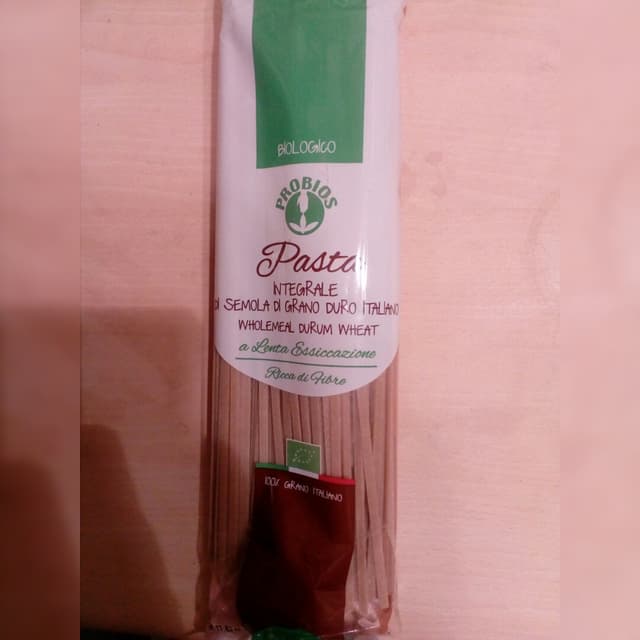 BIOLOGICO
PROBIOS
Pasta
INTEGRALE
DI SEMOLA DI GRANO DURO ITALIANO
WHOLEMEAL DURUM WHEAT
a Lenta Essiccazione
Ricca di Fibre
100% GRANO ITALIANO